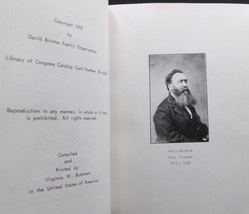 Copyright 1976
by
David Brinton Family Organization
Library of Congress Catalog Card Number
Reproduction in any manner, in whole or in part
is prohibited. All rights reserved.
Compiled
and
Printed
by
Virginia W. Bushman
in the United States of America
David Brinton